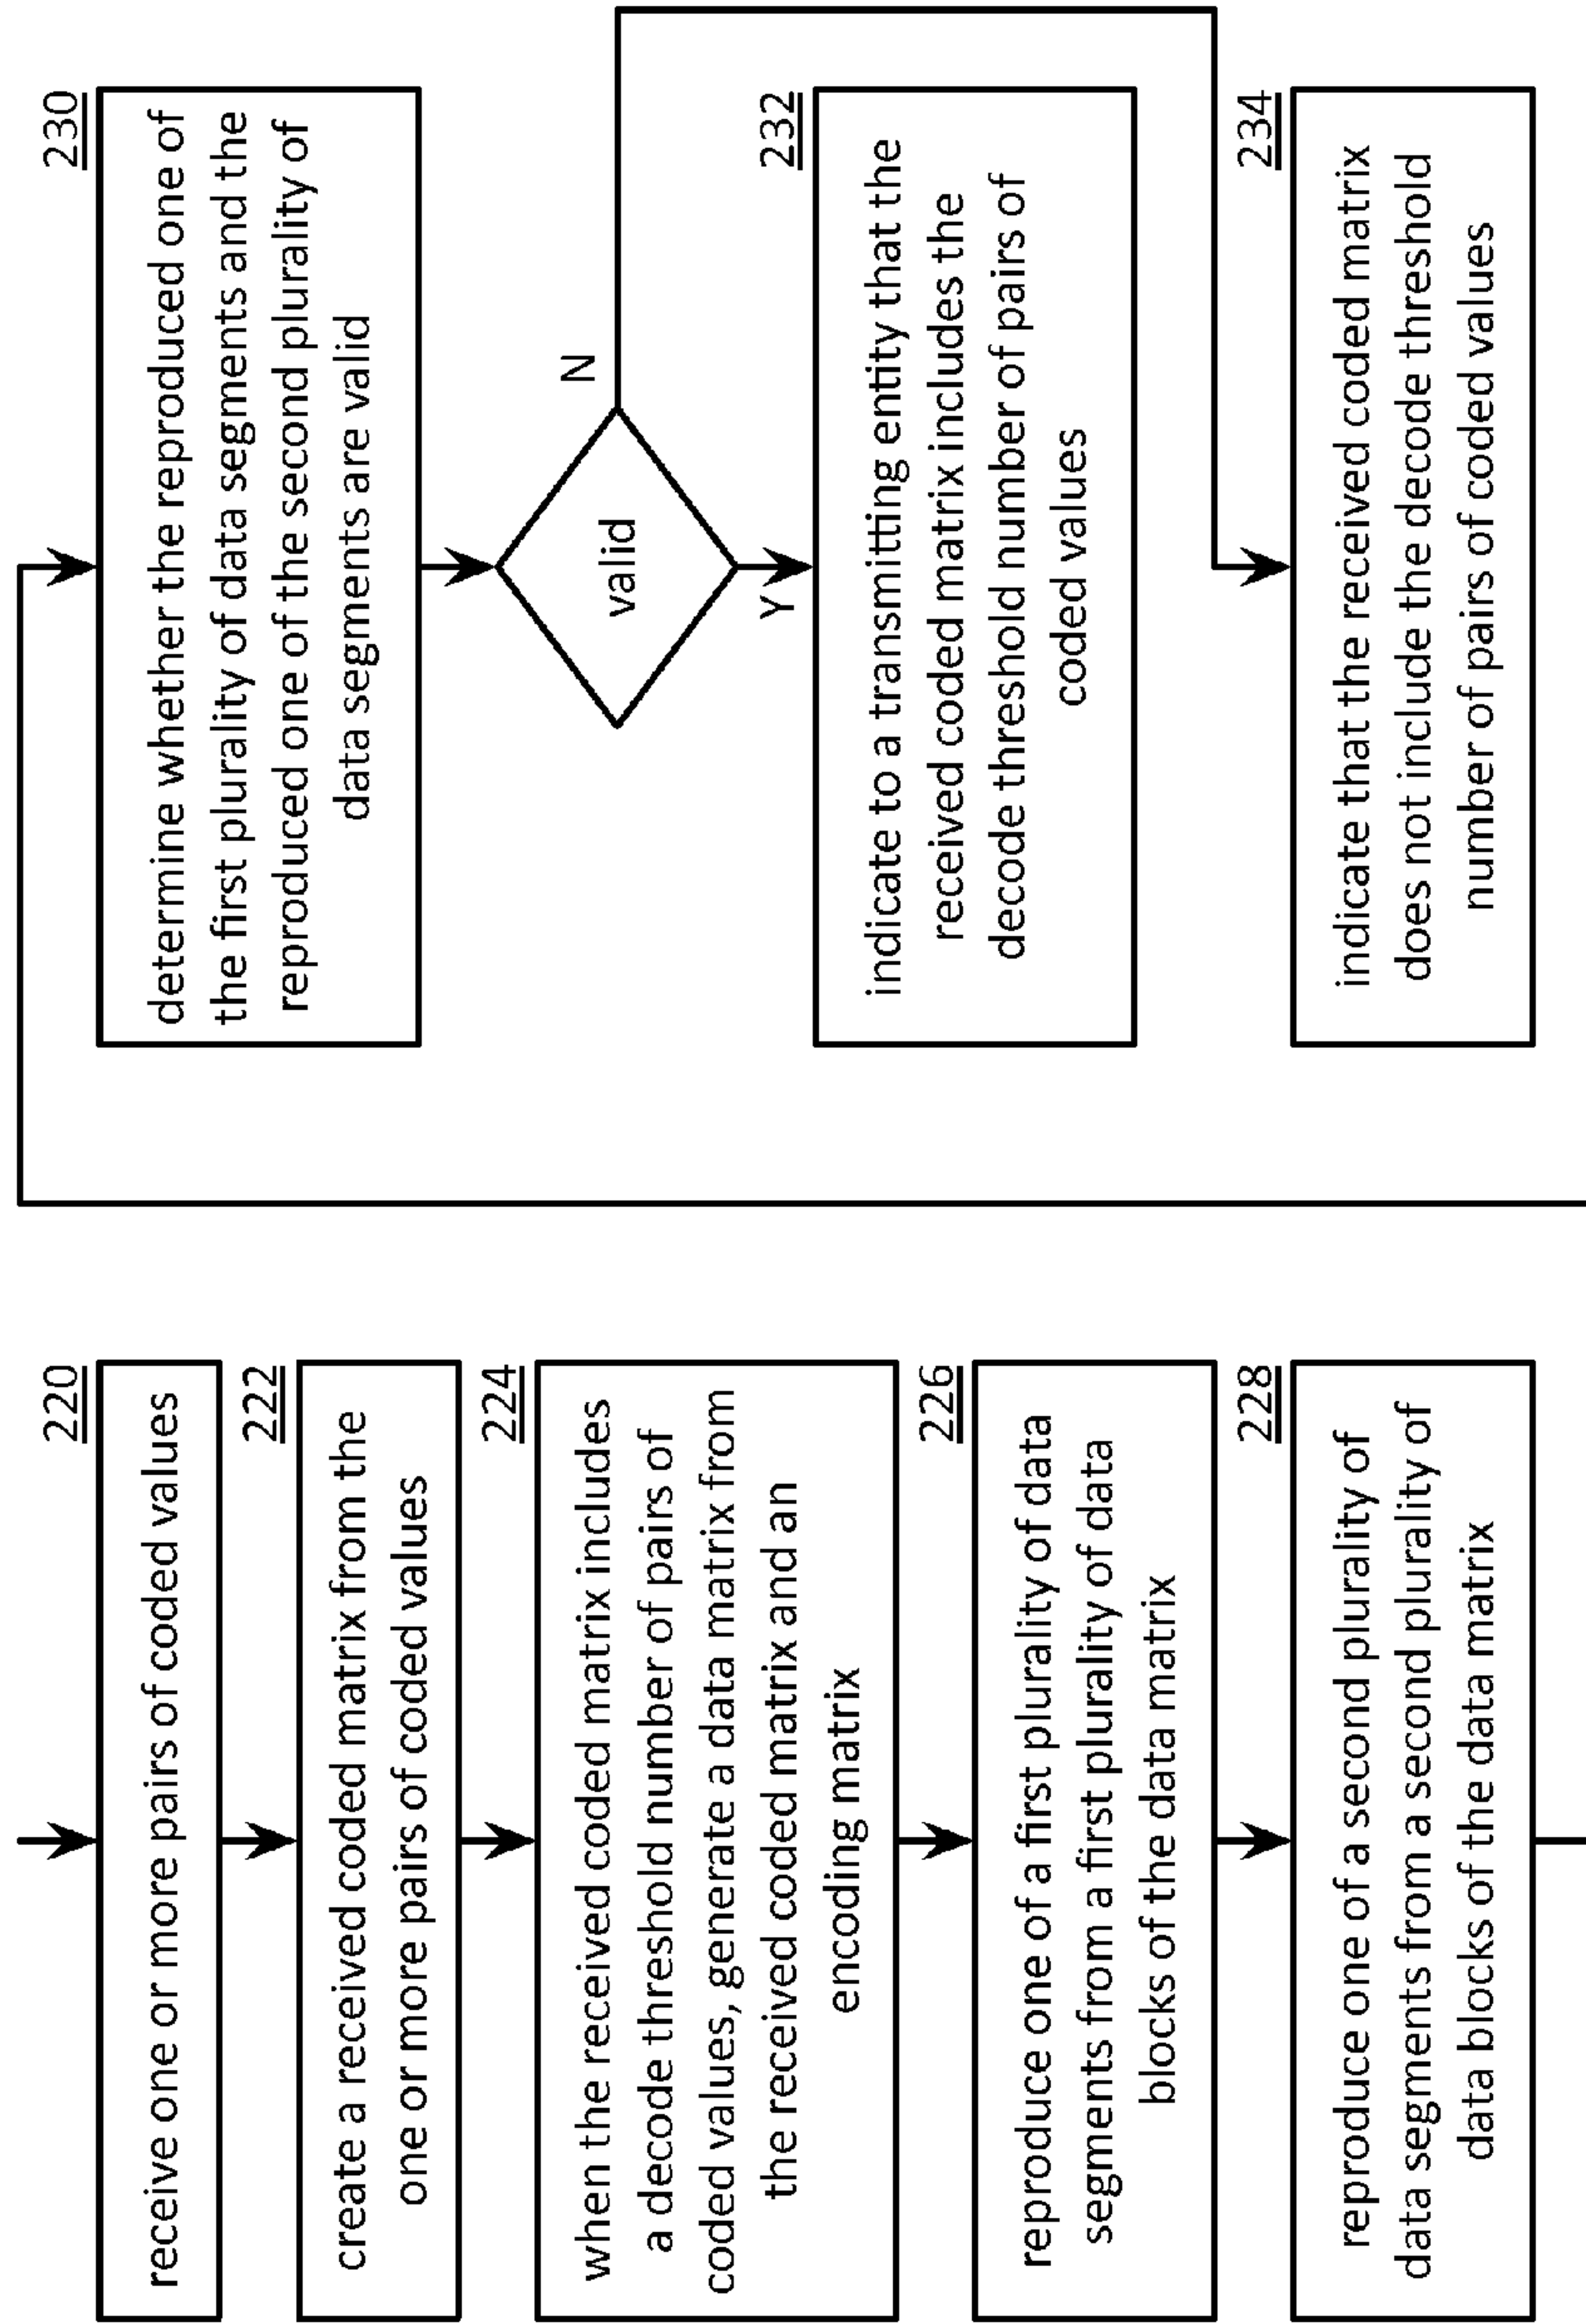 220
receive one or more pairs of coded values
222
create a received coded matrix from the
one or more pairs of coded values
224
when the received coded matrix includes
a decode threshold number of pairs of
coded values, generate a data matrix from
the received coded matrix and an
encoding matrix
226
reproduce one of a first plurality of data
segments from a first plurality of data
blocks of the data matrix
228
reproduce one of a second plurality of
data segments from a second plurality of
data blocks of the data matrix
230
determine whether the reproduced one of
the first plurality of data segments and the
reproduced one of the second plurality of
data segments are valid
valid
N
Y
232
indicate to a transmitting entity that the
received coded matrix includes the
decode threshold number of pairs of
coded values
234
indicate that the received coded matrix
does not include the decode threshold
number of pairs of coded values